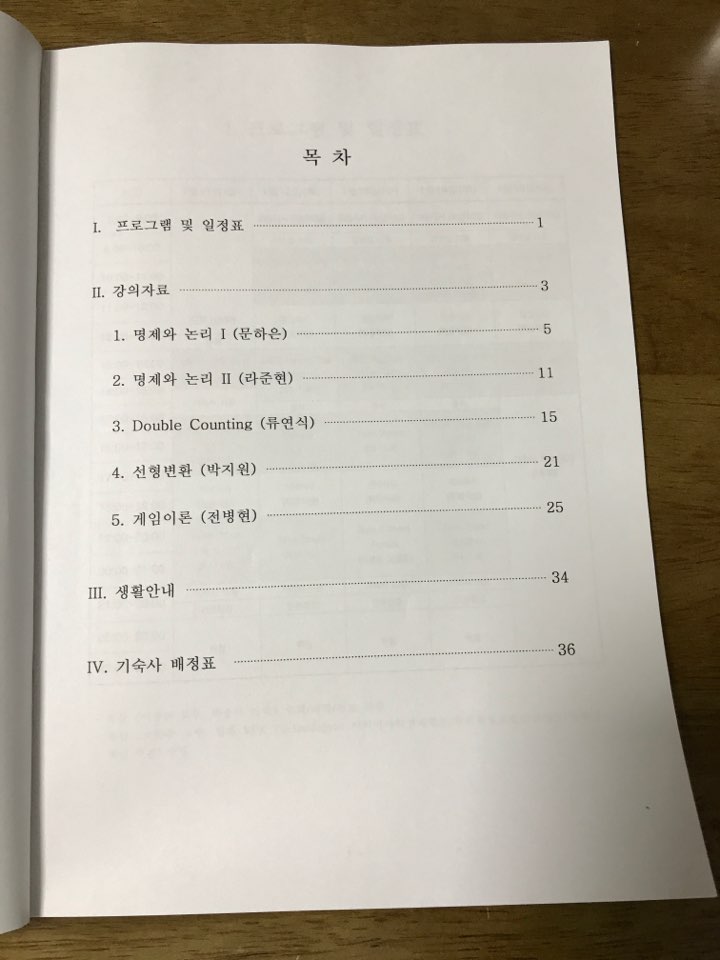 목 차
I. 프로그램 및 일정표 1
II. 강의자료 3
1. 명제와 논리 I (문하은) 5
2. 명제와 논리 II (라준현) 11
3. Double Counting (류연식) 15
4. 선형변환 (박지원) 21
5. 게임이론 (전병현) 25
III. 생활안내 34
IV. 기숙사 배정표 36